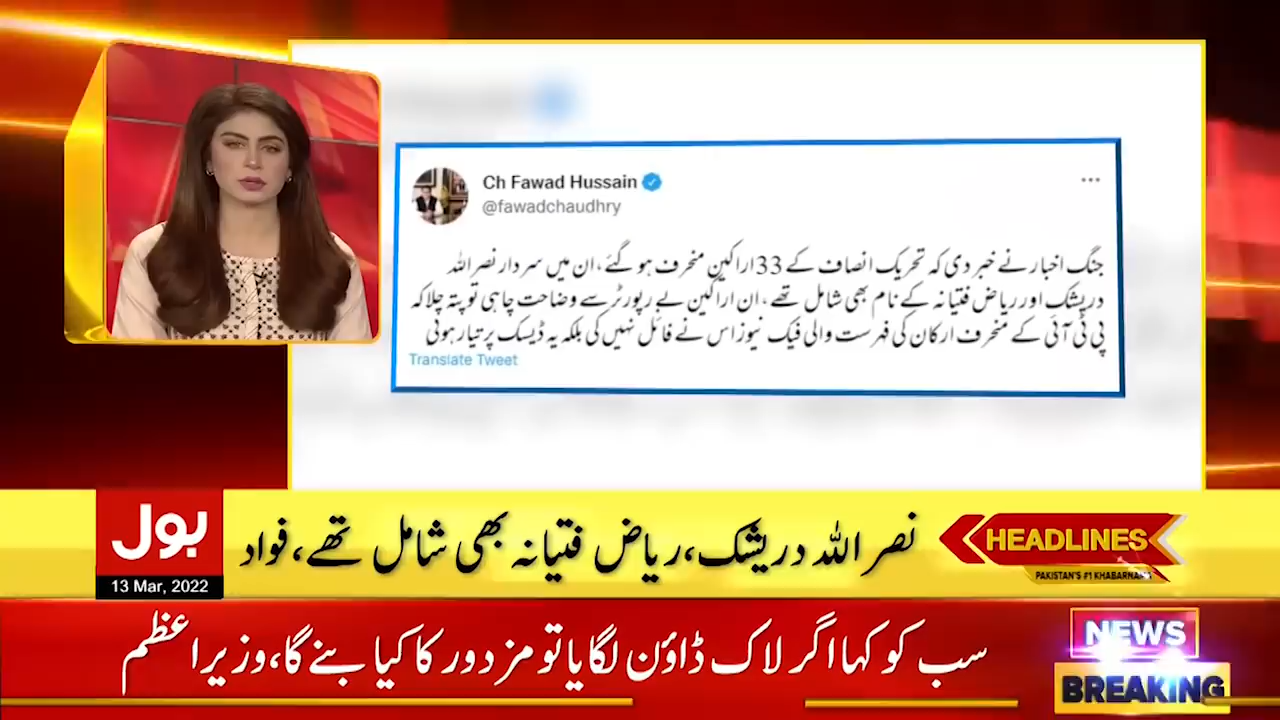 Ch Fawad Hussain
@fawadchaudhry
جنگ اخبار نے خبر دی کہ تحریک انصاف کے 33 اراکین منحرف ہو گئے، ان میں سردار نصراللہ
دریشک اور ریاض فتیانہ کے نام بھی شامل تھے، ان اراکین نے رپورٹر سے وضاحت چاہی تو پتہ چلا کہ
پی ٹی آئی کے منحرف ارکان کی فہرست والی فیک نیوز اس نے فائل نہیں کی بلکہ یہ ڈیسک پر تیار ہوئی
Translate Tweet
HEADLINES
PAKISTAN'S #1 KHABARNAMA
نصر اللہ دریشک، ریاض فتیانہ بھی شامل تھے، فواد
بول
13 Mar, 2022
سب کو کہا اگر لاک ڈاؤن لگایا تو مزدور کا کیا بنے گا، وزیراعظم
NEWS
BREAKING